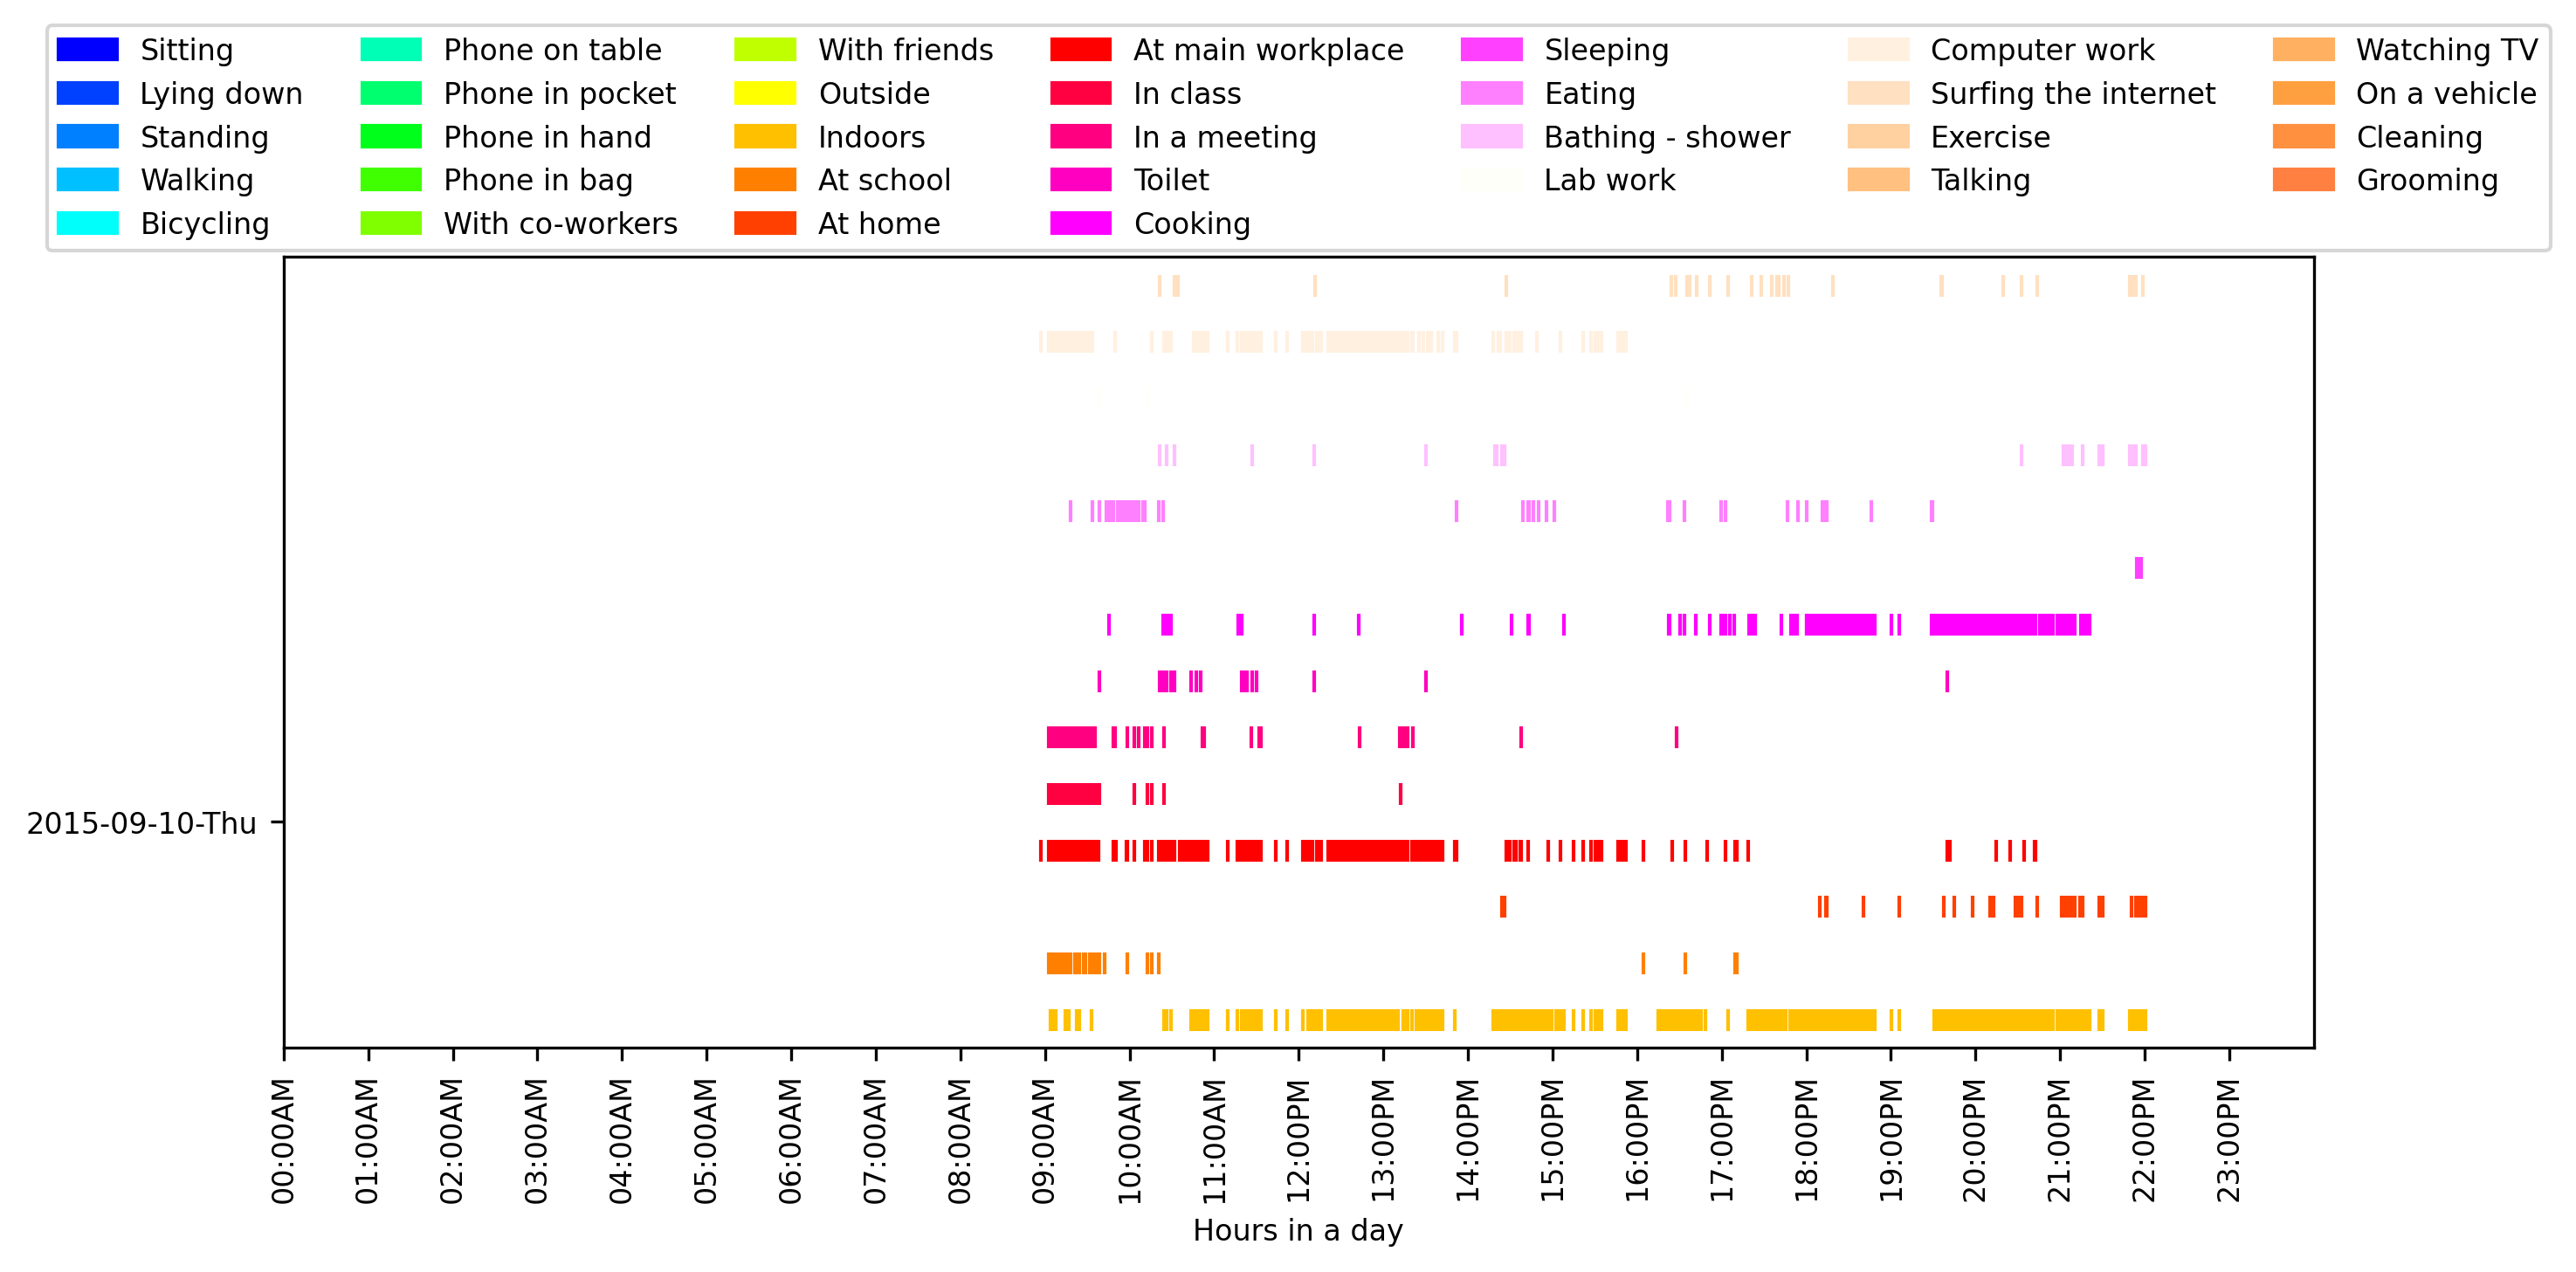 Sitting
Lying down
Standing
Walking
Bicycling
Phone on table
Phone in pocket
Phone in hand
Phone in bag
With co-workers
With friends
Outside
Indoors
At school
At home
At main workplace
In class
In a meeting
Toilet
Cooking
Sleeping
Eating
Bathing - shower
Lab work
Computer work
Surfing the internet
Exercise
Talking
Watching TV
On a vehicle
Cleaning
Grooming
2015-09-10-Thu
00:00AM
01:00AM
02:00AM
03:00AM
04:00AM
05:00AM
06:00AM
07:00AM
08:00AM
09:00AM
10:00AM
11:00AM
12:00PM
13:00PM
14:00PM
15:00PM
16:00PM
17:00PM
18:00PM
19:00PM
20:00PM
21:00PM
22:00PM
23:00PM
Hours in a day